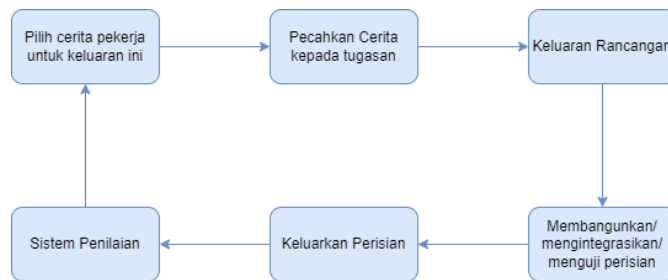 Pilih cerita pekerja
untuk keluaran ini
Pecahkan Cerita
kepada tugasan
Keluaran Rancangan
Membangunkan/
mengintegrasikan/
menguji perisian
Keluarkan Perisian
Sistem Penilaian